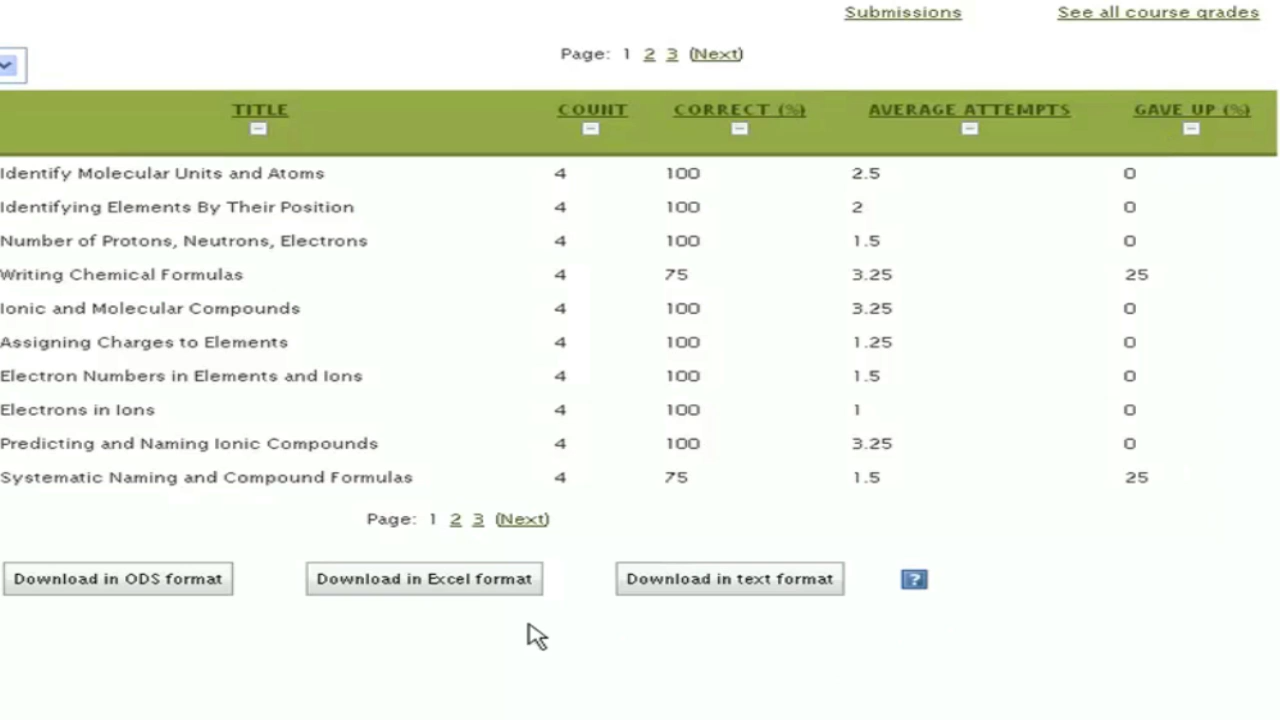 Submissions See all course grades
Page: 1 2 3 (Next)
TITLE COUNT CORRECT (%) AVERAGE ATTEMPTS GAVE UP (%)
Identify Molecular Units and Atoms 4 100 2.5 0
Identifying Elements By Their Position 4 100 2 0
Number of Protons, Neutrons, Electrons 4 100 1.5 0
Writing Chemical Formulas 4 75 3.25 25
Ionic and Molecular Compounds 4 100 3.25 0
Assigning Charges to Elements 4 100 1.25 0
Electron Numbers in Elements and Ions 4 100 1.5 0
Electrons in Ions 4 100 1 0
Predicting and Naming Ionic Compounds 4 100 3.25 0
Systematic Naming and Compound Formulas 4 75 1.5 25
Page: 1 2 3 (Next)
Download in ODS format Download in Excel format Download in text format ?